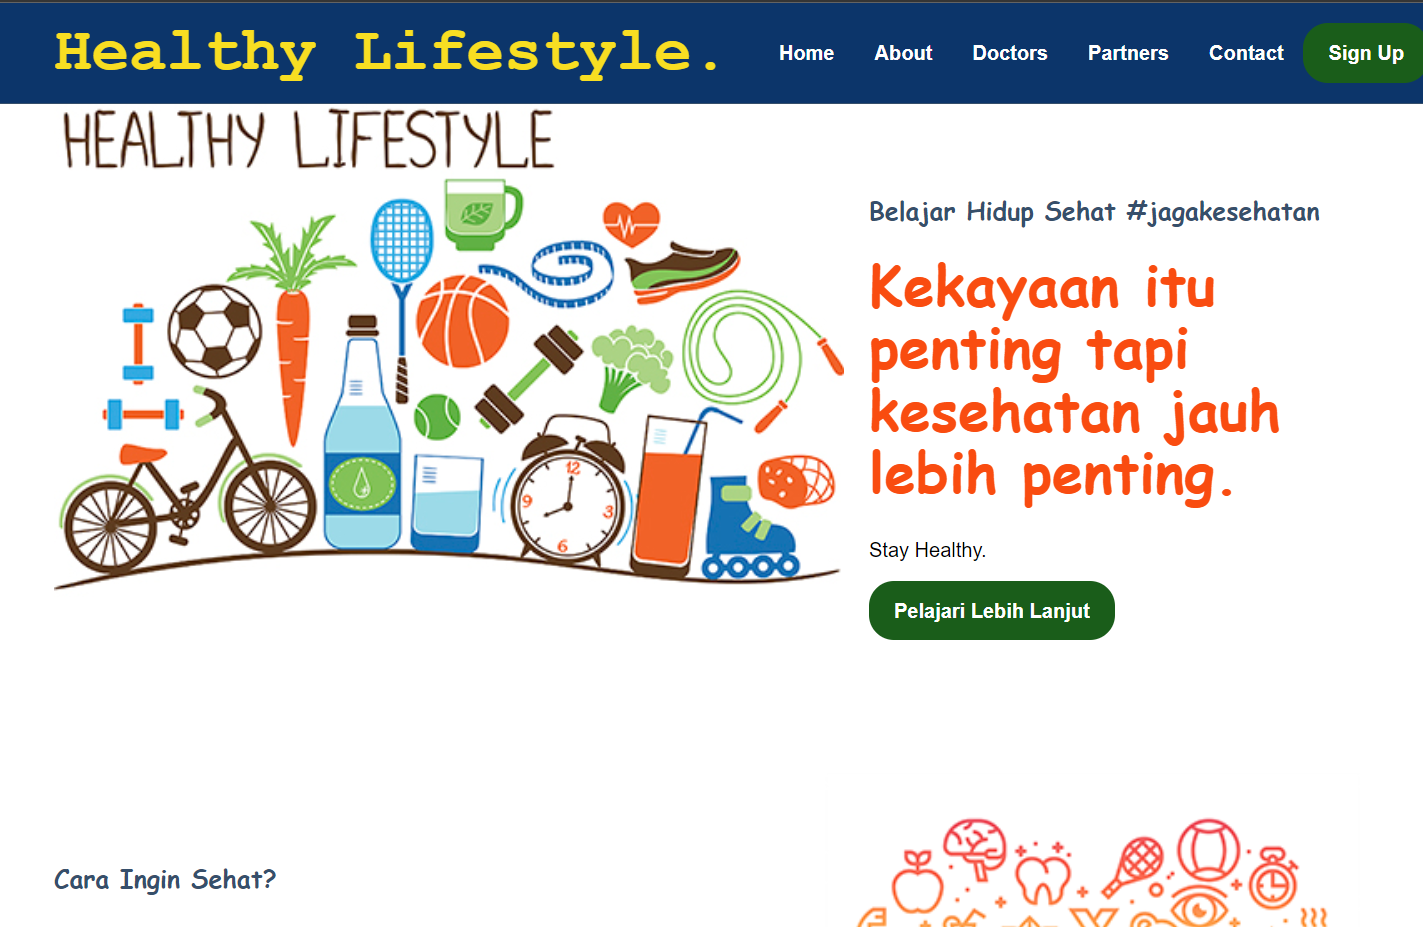 Healthy Lifestyle.
Home About Doctors Partners Contact Sign Up
HEALTHY LIFESTYLE
Belajar Hidup Sehat #jagakesehatan
Kekayaan itu
penting tapi
kesehatan jauh
lebih penting.
12
9
3
6
Stay Healthy.
Pelajari Lebih Lanjut
Cara Ingin Sehat?